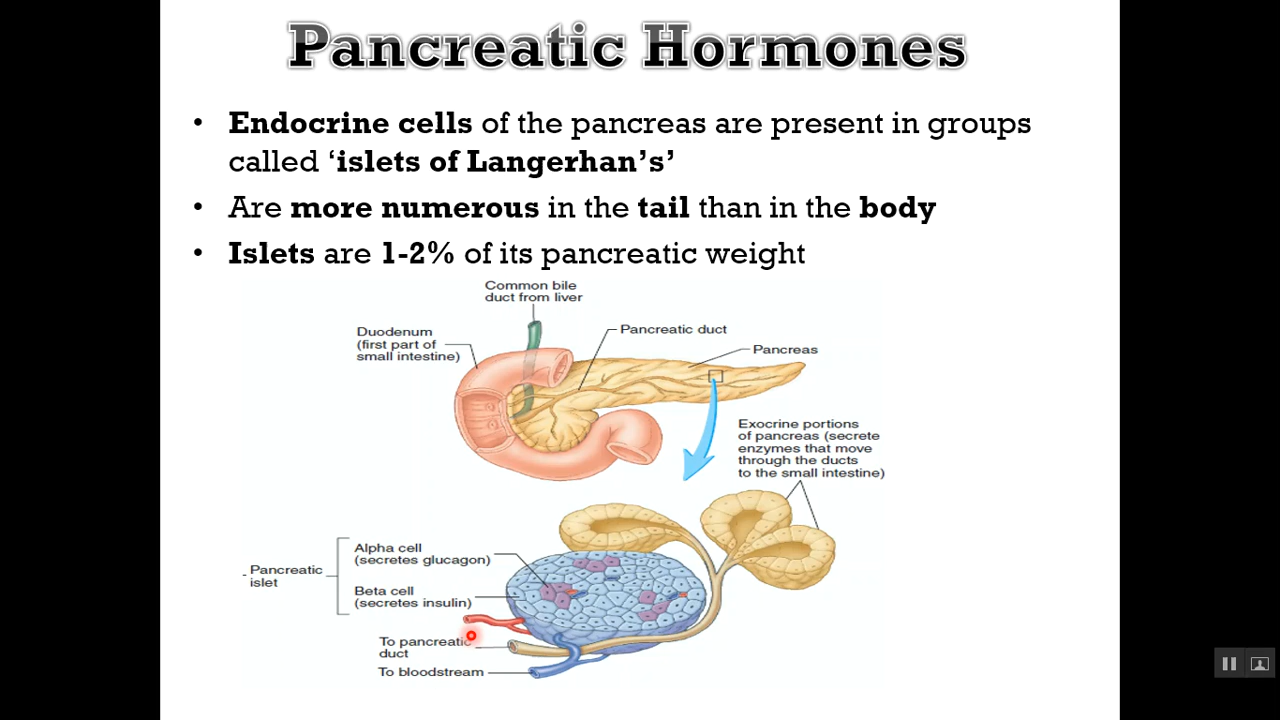 Pancreatic Hormones
• Endocrine cells of the pancreas are present in groups
called ‘islets of Langerhan’s’
• Are more numerous in the tail than in the body
• Islets are 1-2% of its pancreatic weight
Common bile
duct from liver
Duodenum
(first part of
small intestine)
Pancreatic duct
Pancreas
Exocrine portions
of pancreas (secrete
enzymes that move
through the ducts
to the small intestine)
Pancreatic
islet
Alpha cell
(secretes glucagon)
Beta cell
(secretes insulin)
To pancreatic
duct
To bloodstream